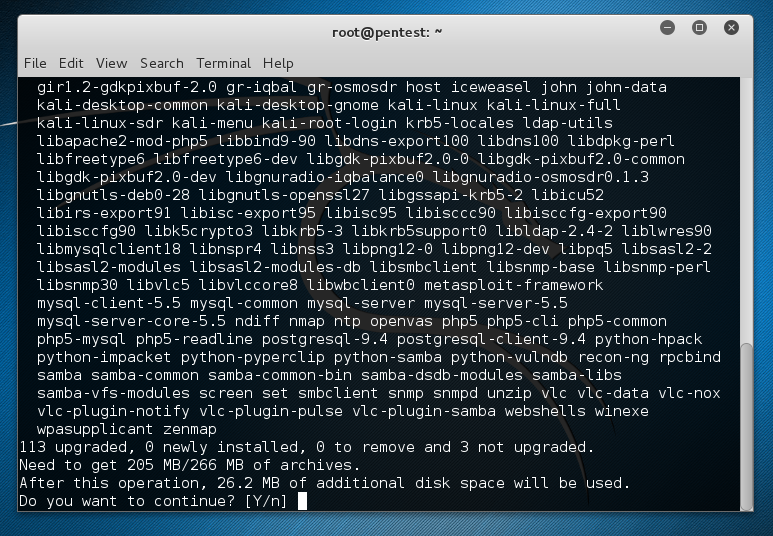 root@pentest: ~
File Edit View Search Terminal Help
gir1.2-gdkpixbuf-2.0 gr-iqbal gr-osmosdr host iceweasel john john-data
kali-desktop-common kali-desktop-gnome kali-linux kali-linux-full
kali-linux-sdr kali-menu kali-root-login krb5-locales ldap-utils
libapache2-mod-php5 libbind9-90 libdns-export100 libdns100 libdpkg-perl
libfreetype6 libfreetype6-dev libgdk-pixbuf2.0-0 libgdk-pixbuf2.0-common
libgdk-pixbuf2.0-dev libgnuradio-iqbalance0 libgnuradio-osmosdr0.1.3
libgnutls-deb0-28 libgnutls-openssl27 libgssapi-krb5-2 libicu52
libirs-export91 libisc-export95 libisc95 libisccc90 libisccfg-export90
libisccfg90 libk5crypto3 libkrb5-3 libkrb5support0 libldap-2.4-2 liblwres90
libmysqlclient18 libnspr4 libnss3 libpng12-0 libpng12-dev libpq5 libsasl2-2
libsasl2-modules libsasl2-modules-db libsmbclient libsnmp-base libsnmp-perl
libsnmp30 libvlc5 libvlccore8 libwbclient0 metasploit-framework
mysql-client-5.5 mysql-common mysql-server mysql-server-5.5
mysql-server-core-5.5 ndiff nmap ntp openvas php5 php5-cli php5-common
php5-mysql php5-readline postgresql-9.4 postgresql-client-9.4 python-hpack
python-impacket python-pyperclip python-samba python-vulndb recon-ng rpcbind
samba samba-common samba-common-bin samba-dsdb-modules samba-libs
samba-vfs-modules screen set smbclient snmp snmpd unzip vlc vlc-data vlc-nox
vlc-plugin-notify vlc-plugin-pulse vlc-plugin-samba webshells winexe
wpasupplicant zenmap
113 upgraded, 0 newly installed, 0 to remove and 3 not upgraded.
Need to get 205 MB/266 MB of archives.
After this operation, 26.2 MB of additional disk space will be used.
Do you want to continue? [Y/n]